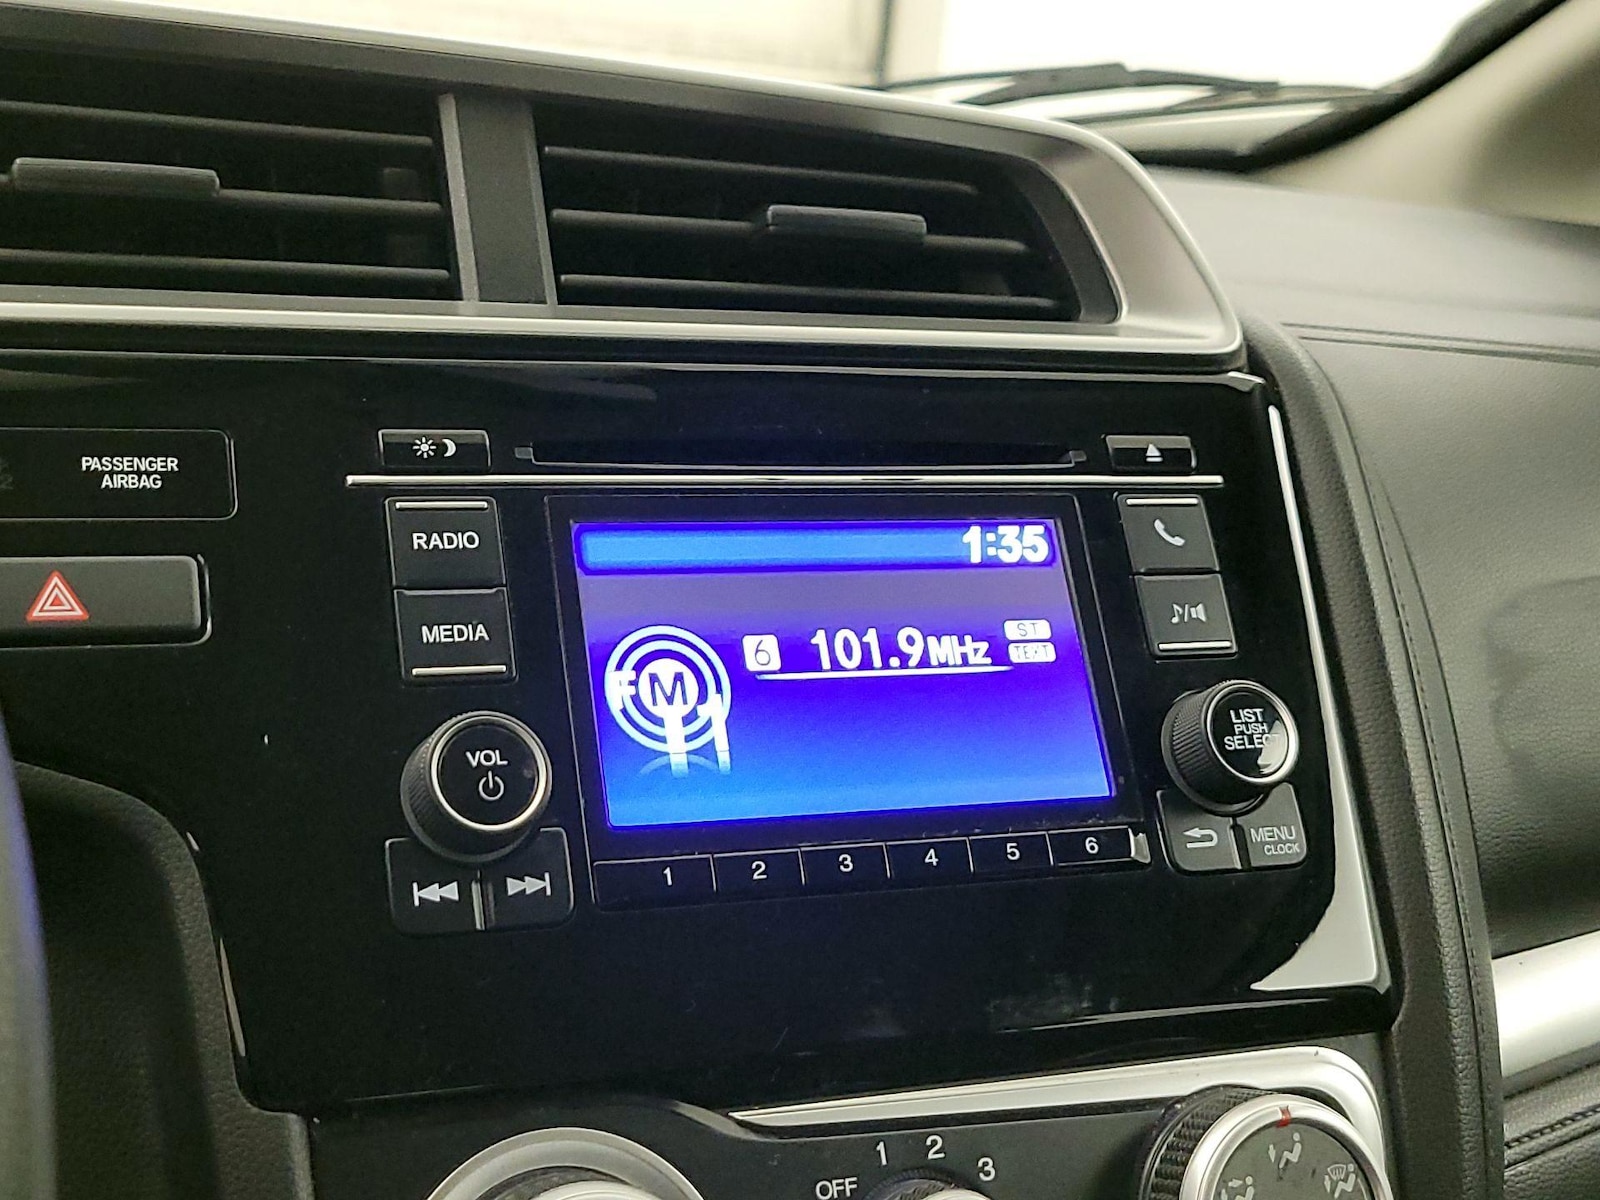 PASSENGER
AIRBAG
RADIO
MEDIA
VOL
1:35
FM
6 101.9MHz ST
TEXT
LIST
PUSH
SELECT
MENU
CLOCK
1 2 3 4 5 6
OFF 1 2 3